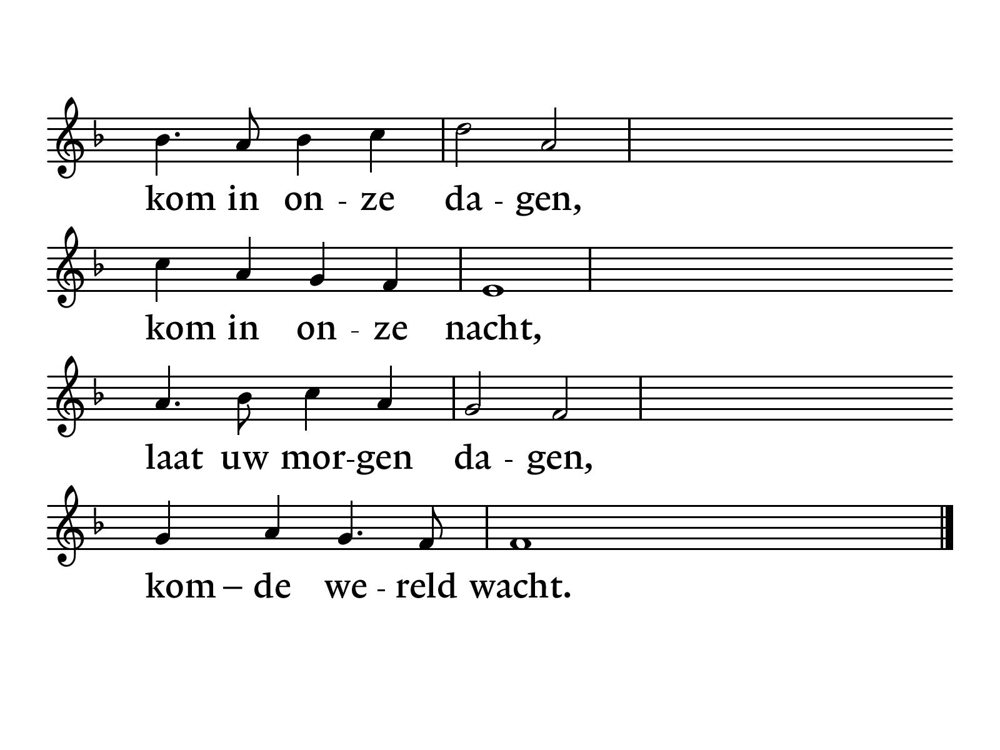 kom in on - ze da - gen,
kom in on - ze nacht,
laat uw mor-gen da - gen,
kom – de we - reld wacht.